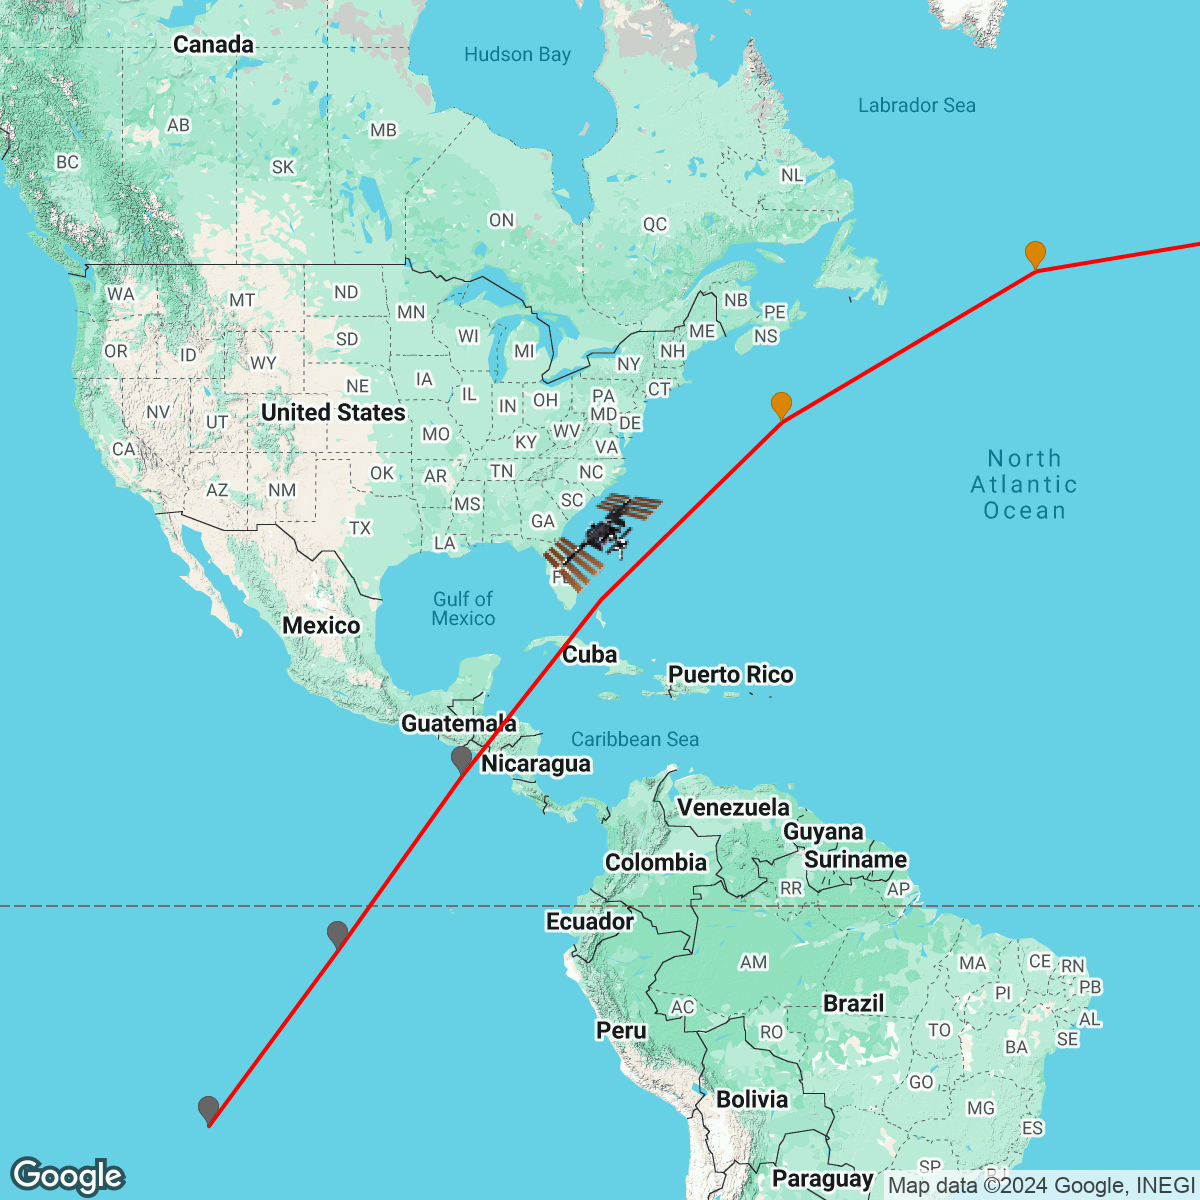 Canada
Hudson Bay
Labrador Sea
AB
MB
BC
SK
NL
ON
QC
WA
MT
ND
NB
MN
PE
WI
ME
NS
OR
ID
SD
MI
NH
WY
NY
NE
IA
CT
IL
PA
OH
IN
NV
United States
MD
UT
DE
MO
WV
KY
VA
CA
North
Atlantic
Ocean
OK
AR
TN
NC
AZ
NM
MS
SC
GA
TX
LA
Gulf of
Mexico
Mexico
Cuba
Puerto Rico
Guatemala
Caribbean Sea
Nicaragua
Venezuela
Guyana
Colombia
Suriname
RR
AP
Ecuador
AM
MA
CE
RN
PI
PB
AC
Brazil
Peru
RO
TO
AL
BA
SE
GO
Bolivia
MG
ES
SP
Paraguay
Google
Map data ©2024 Google, INEGI